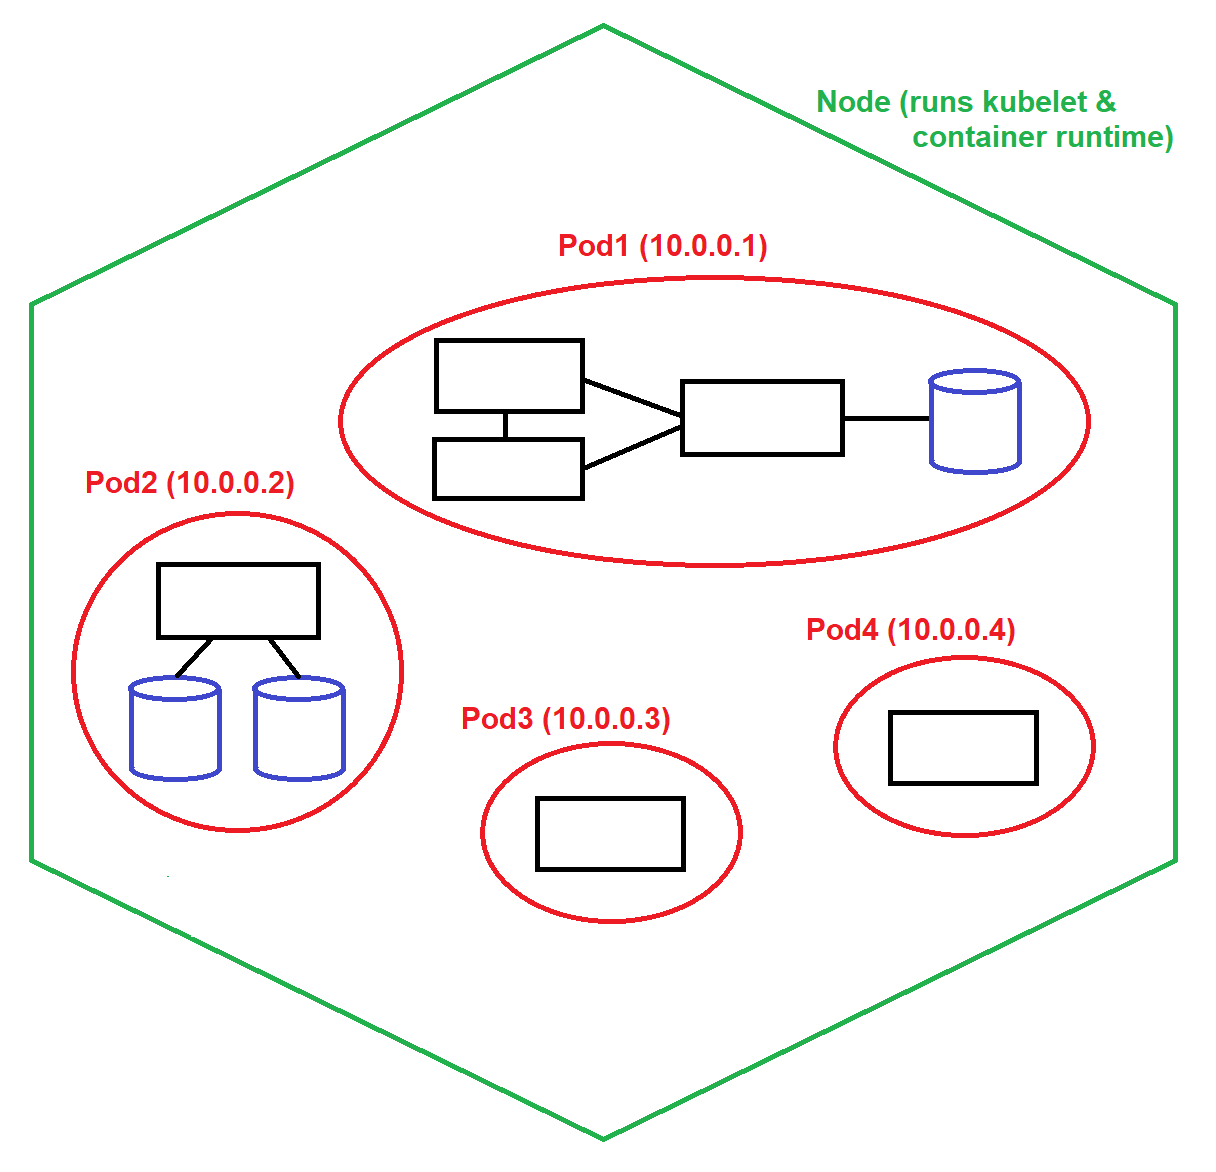 Node (runs kubelet &
container runtime)
Pod1 (10.0.0.1)
Pod2 (10.0.0.2)
Pod4 (10.0.0.4)
Pod3 (10.0.0.3)